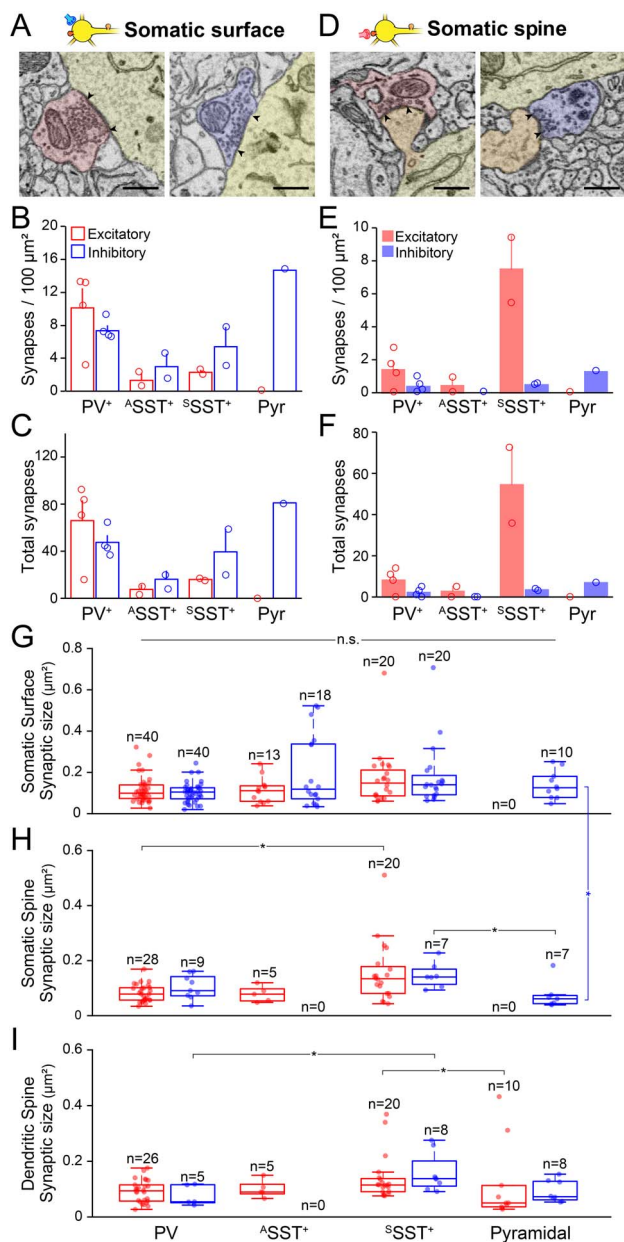 A Somatic surface
D Somatic spine
B
Synapses / 100 µm²
20
16
12
8
4
0
Excitatory
Inhibitory
PV⁺ ᴬSST⁺ ˢSST⁺ Pyr
E
Synapses / 100 µm²
10
8
6
4
2
0
Excitatory
Inhibitory
PV⁺ ᴬSST⁺ ˢSST⁺ Pyr
C
Total synapses
120
80
40
0
PV⁺ ᴬSST⁺ ˢSST⁺ Pyr
F
Total synapses
80
60
40
20
0
PV⁺ ᴬSST⁺ ˢSST⁺ Pyr
G
Somatic Surface
Synaptic size (µm²)
0.6
0.4
0.2
0
n.s.
n=40 n=40 n=13 n=18 n=20 n=20 n=0 n=10
*
H
Somatic Spine
Synaptic size (µm²)
0.6
0.4
0.2
0
*
*
n=28 n=9 n=5 n=0 n=20 n=7 n=0 n=7
I
Dendritic Spine
Synaptic size (µm²)
0.6
0.4
0.2
0
*
*
n=26 n=5 n=5 n=0 n=20 n=8 n=10 n=8
PV ᴬSST⁺ ˢSST⁺ Pyramidal